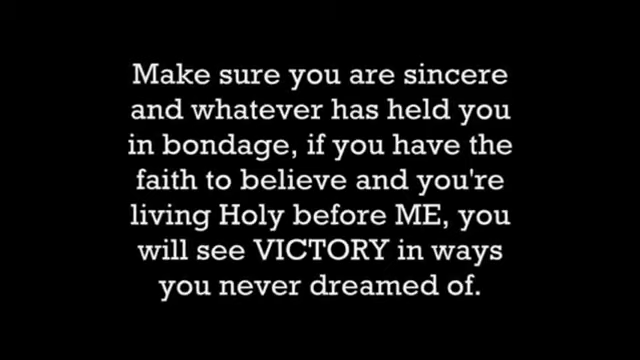 Make sure you are sincere
and whatever has held you
in bondage, if you have the
faith to believe and you're
living Holy before ME, you
will see VICTORY in ways
you never dreamed of.